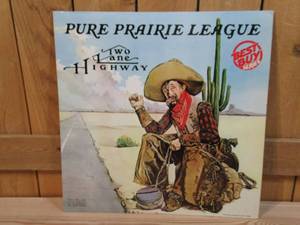 PURE PRAIRIE LEAGUE
TWO
LANE
HIGHWAY
BEST
BUY